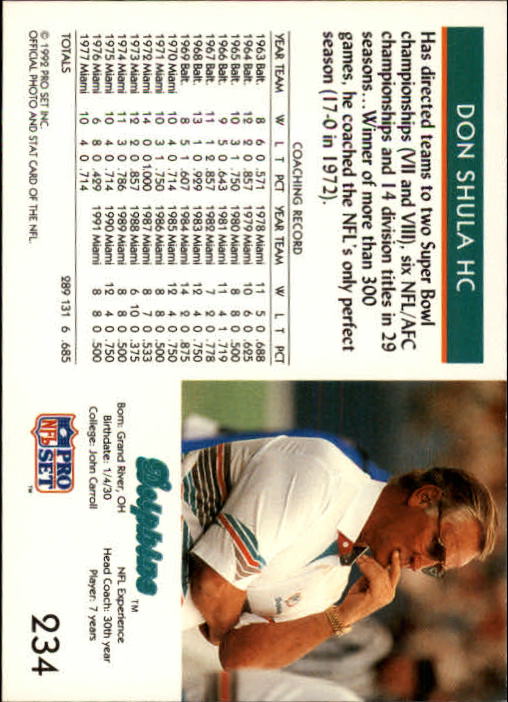 DON SHULA HC
Has directed teams to two Super Bowl
championships (VII and VIII), six NFL/AFC
championships and 14 division titles in 29
seasons... Winner of more than 300
games, he coached the NFL's only perfect
season (17-0 in 1972).
COACHING RECORD
YEAR TEAM W L T PCT YEAR TEAM W L T PCT
1963 Balt. 8 6 0 .571 1978 Miami 11 5 0 .688
1964 Balt. 12 2 0 .857 1979 Miami 10 6 0 .625
1965 Balt. 10 3 1 .750 1980 Miami 8 8 0 .500
1966 Balt. 9 5 0 .643 1981 Miami 11 4 1 .719
1967 Balt. 11 1 2 .857 1982 Miami 7 2 0 .778
1968 Balt. 13 1 0 .999 1983 Miami 12 4 0 .750
1969 Balt. 8 5 1 .607 1984 Miami 14 2 0 .875
1970 Miami 10 4 0 .714 1985 Miami 12 4 0 .750
1971 Miami 10 3 1 .750 1986 Miami 8 8 0 .500
1972 Miami 14 0 0 1.000 1987 Miami 8 7 0 .533
1973 Miami 12 2 0 .857 1988 Miami 6 10 0 .375
1974 Miami 11 3 0 .786 1989 Miami 8 8 0 .500
1975 Miami 10 4 0 .714 1990 Miami 12 4 0 .750
1976 Miami 6 8 0 .429 1991 Miami 8 8 0 .500
1977 Miami 10 4 0 .714
TOTALS 289 131 6 .685
© 1992 PRO SET INC.
OFFICIAL PHOTO AND STAT CARD OF THE NFL.
Dolphins™
Born: Grand River, OH
Birthdate: 1/4/30
College: John Carroll
NFL Experience
Head Coach: 30th year
Player: 7 years
PRO
NFL
SET
™
234